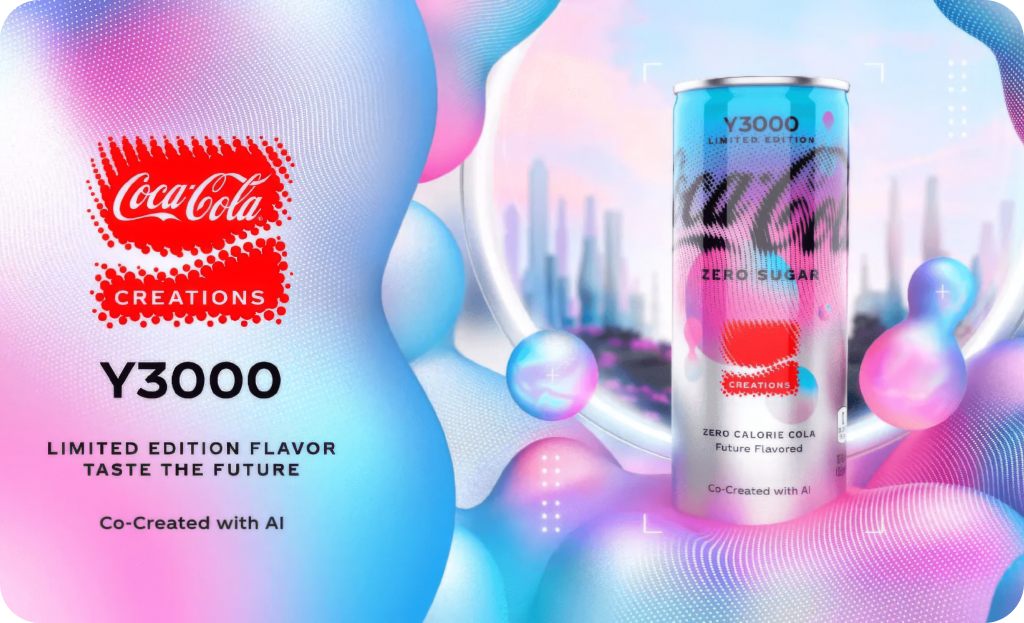 Coca-Cola
CREATIONS
Y3000
LIMITED EDITION FLAVOR
TASTE THE FUTURE
Co-Created with AI
Y3000
LIMITED EDITION
Coca-Cola
ZERO SUGAR
CREATIONS
ZERO CALORIE COLA
Future Flavored
Co-Created with AI